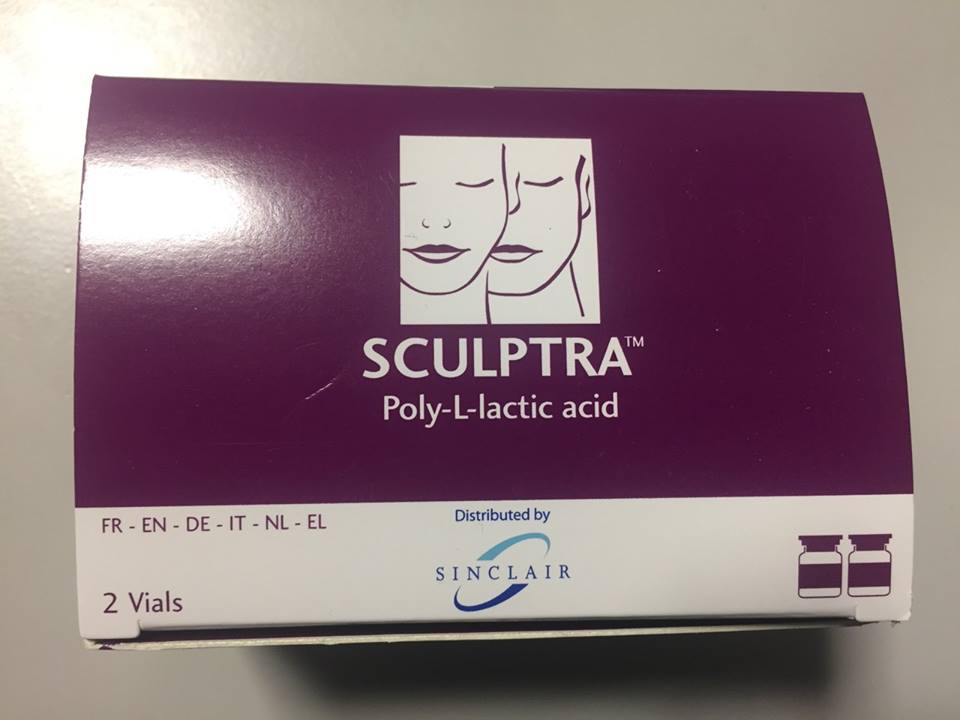 SCULPTRA™
Poly-L-lactic acid
FR - EN - DE - IT - NL - EL
Distributed by
SINCLAIR
2 Vials